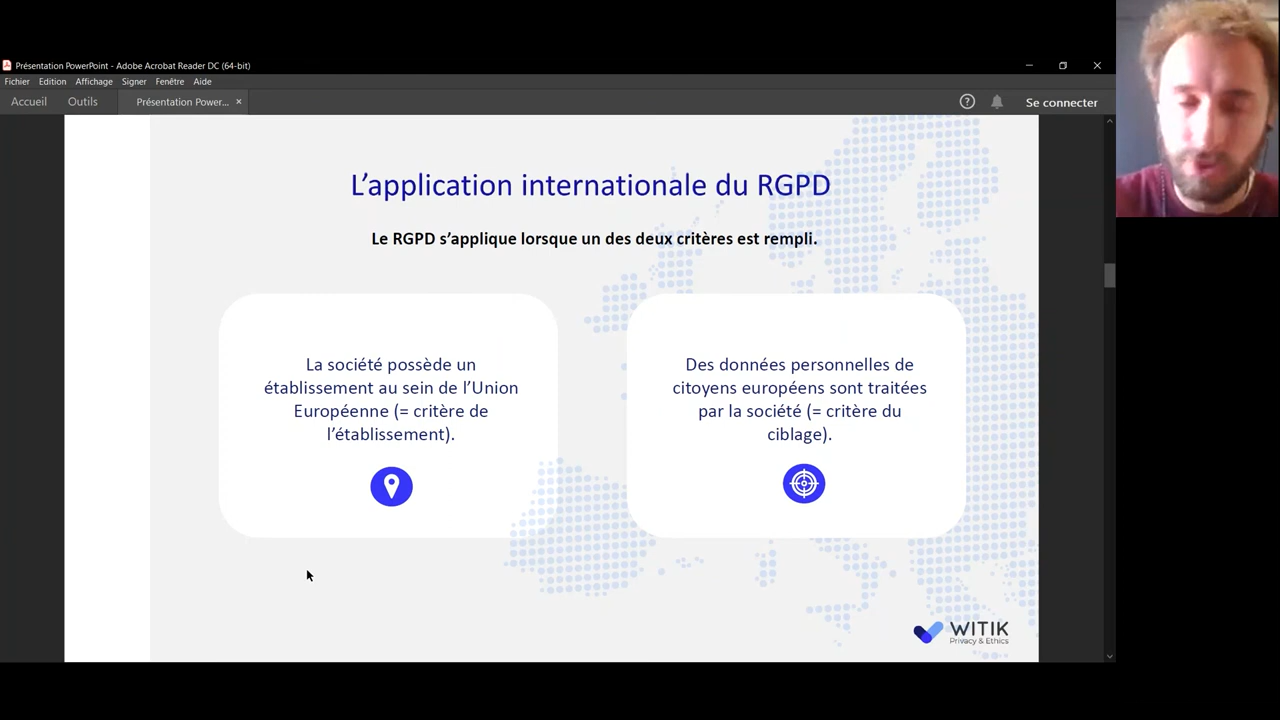 Présentation PowerPoint - Adobe Acrobat Reader DC (64-bit)
Fichier Edition Affichage Signer Fenêtre Aide
Accueil Outils Présentation Power... × Se connecter
L’application internationale du RGPD
Le RGPD s’applique lorsque un des deux critères est rempli.
La société possède un
établissement au sein de l’Union
Européenne (= critère de
l’établissement).
Des données personnelles de
citoyens européens sont traitées
par la société (= critère du
ciblage).
WITIK
Privacy & Ethics